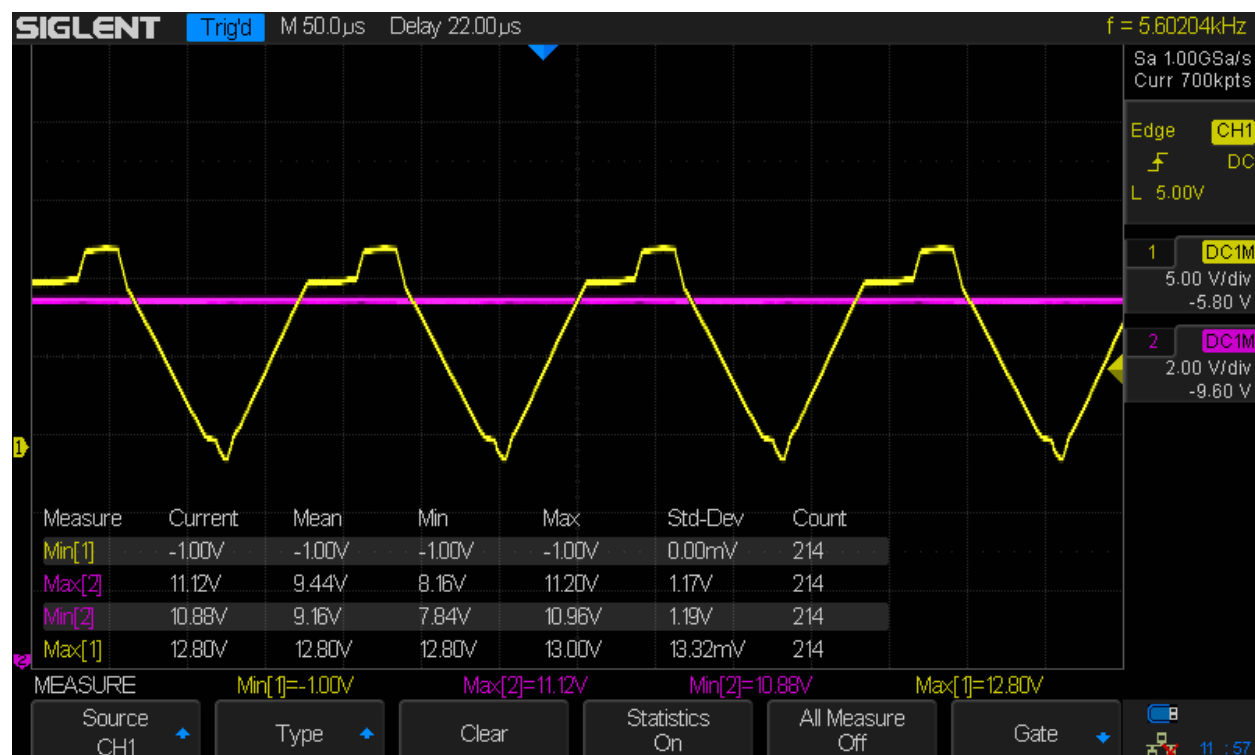 SIGLENT Trig'd M 50.0µs Delay 22.00µs f = 5.60204kHz
Sa 1.00GSa/s
Curr 700kpts
Edge CH1
DC
L 5.00V
1 DC1M
5.00 V/div
-5.80 V
2 DC1M
2.00 V/div
-9.60 V
1
2
Measure Current Mean Min Max Std-Dev Count
Min[1] -1.00V -1.00V -1.00V -1.00V 0.00mV 214
Max[2] 11.12V 9.44V 8.16V 11.20V 1.17V 214
Min[2] 10.88V 9.16V 7.84V 10.96V 1.19V 214
Max[1] 12.80V 12.80V 12.80V 13.00V 13.32mV 214
MEASURE Min[1]=-1.00V Max[2]=11.12V Min[2]=10.88V Max[1]=12.80V
Source
CH1
Type
Clear
Statistics
On
All Measure
Off
Gate
11 : 57